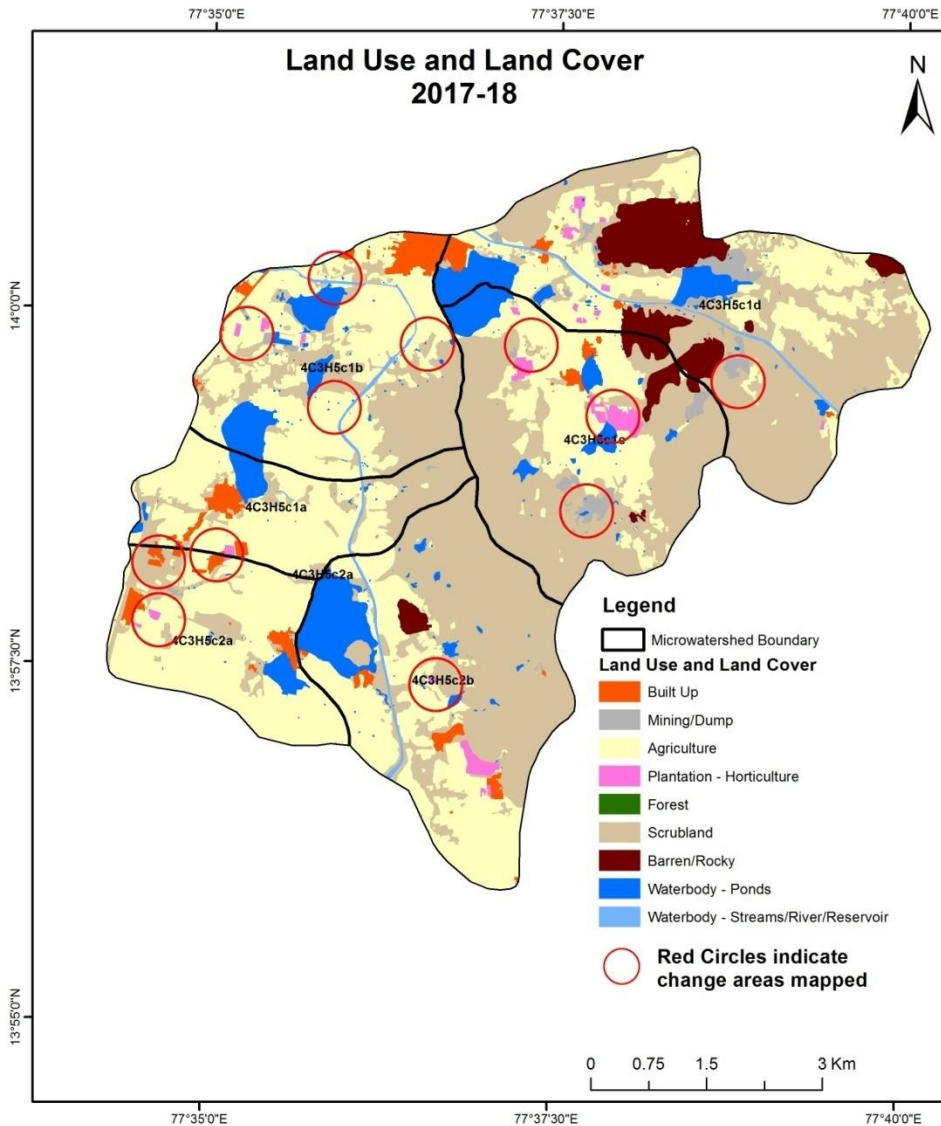 77°35'0"E 77°37'30"E 77°40'0"E
Land Use and Land Cover
2017-18
N
14°0'0"N
4C3H5c1d
4C3H5c1b
4C3H5c1c
4C3H5c1a
4C3H5c2a
4C3H5c2a
4C3H5c2b
13°57'30"N
Legend
Microwatershed Boundary
Land Use and Land Cover
Built Up
Mining/Dump
Agriculture
Plantation - Horticulture
Forest
Scrubland
Barren/Rocky
Waterbody - Ponds
Waterbody - Streams/River/Reservoir
Red Circles indicate
change areas mapped
13°55'0"N
0 0.75 1.5 3 Km
77°35'0"E 77°37'30"E 77°40'0"E